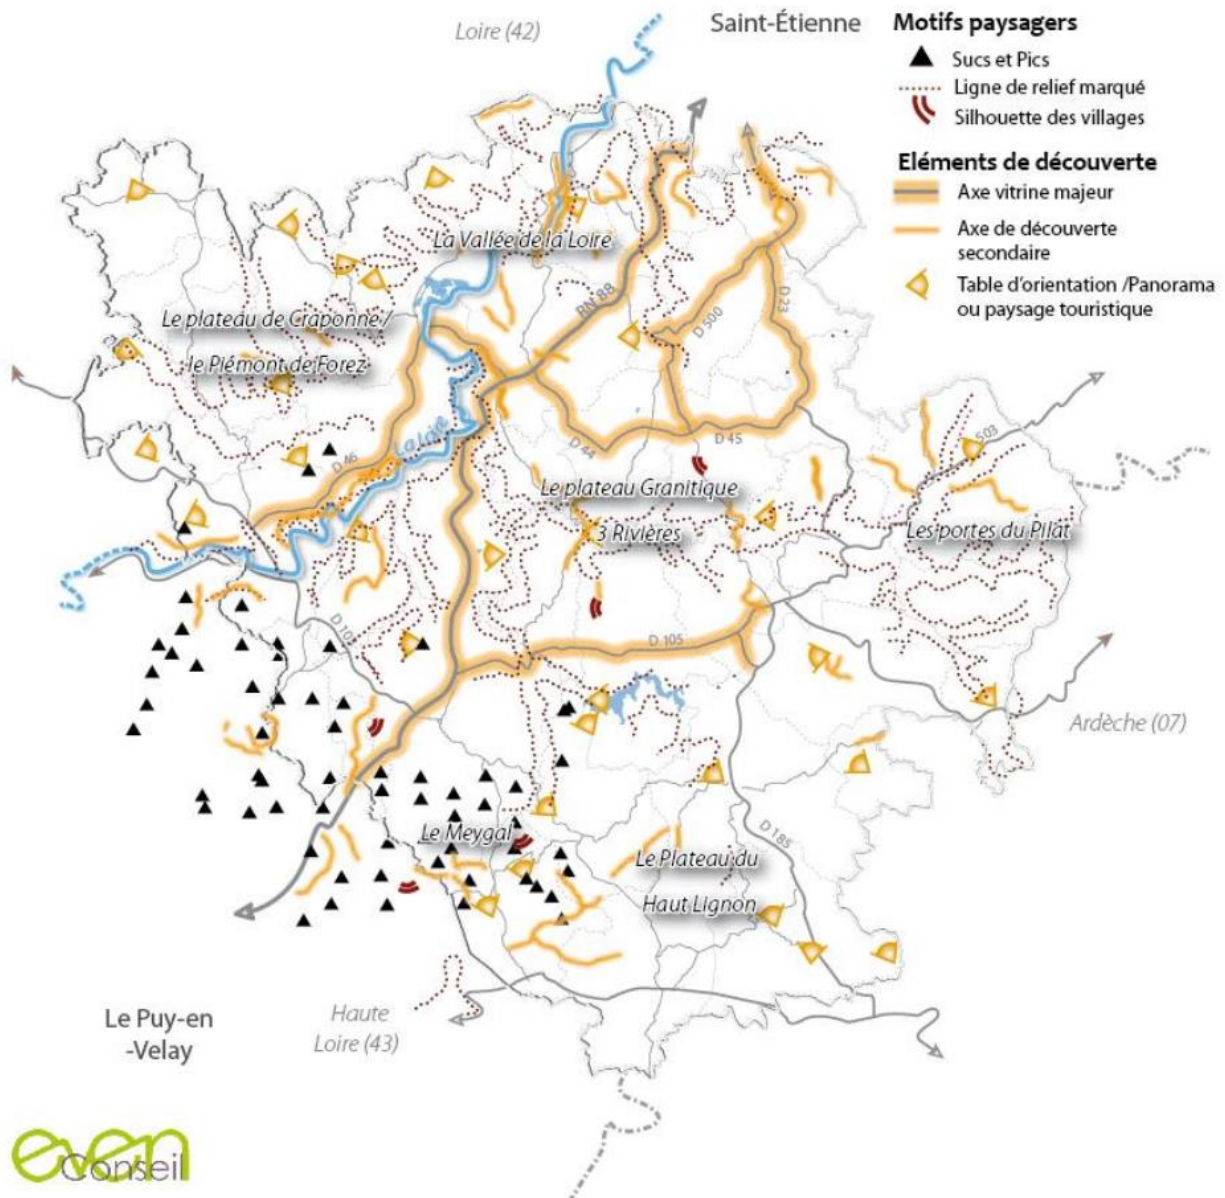 Loire (42)
Saint-Étienne
Motifs paysagers
Sucs et Pics
Ligne de relief marqué
Silhouette des villages
Eléments de découverte
Axe vitrine majeur
Axe de découverte
secondaire
Table d'orientation /Panorama
ou paysage touristique
La Vallée de la Loire
RN 88
D 500
D 23
Le plateau de Craponne /
le Piémont de Forez
La Loire
D 46
D 44
D 45
503
Le plateau Granitique
3 Rivières
Les portes du Pilat
D 105
Ardèche (07)
Le Meygal
D 185
Le Plateau du
Haut Lignon
Le Puy-en
-Velay
Haute
Loire (43)
even
Conseil